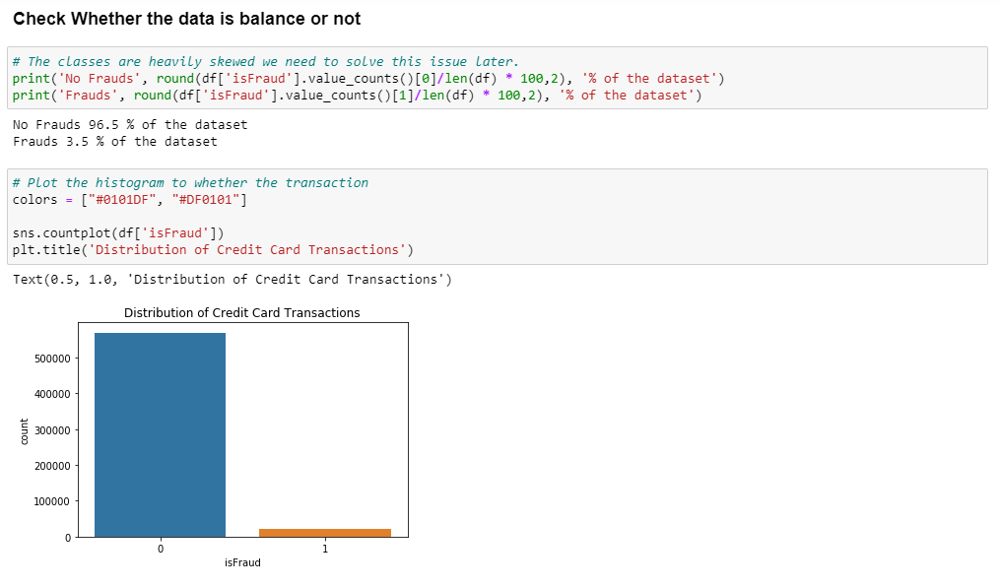 Check Whether the data is balance or not
# The classes are heavily skewed we need to solve this issue later.
print('No Frauds', round(df['isFraud'].value_counts()[0]/len(df) * 100,2), '% of the dataset')
print('Frauds', round(df['isFraud'].value_counts()[1]/len(df) * 100,2), '% of the dataset')
No Frauds 96.5 % of the dataset
Frauds 3.5 % of the dataset
# Plot the histogram to whether the transaction
colors = ["#0101DF", "#DF0101"]
sns.countplot(df['isFraud'])
plt.title('Distribution of Credit Card Transactions')
Text(0.5, 1.0, 'Distribution of Credit Card Transactions')
Distribution of Credit Card Transactions
500000
400000
300000
200000
100000
0
count
0 1
isFraud